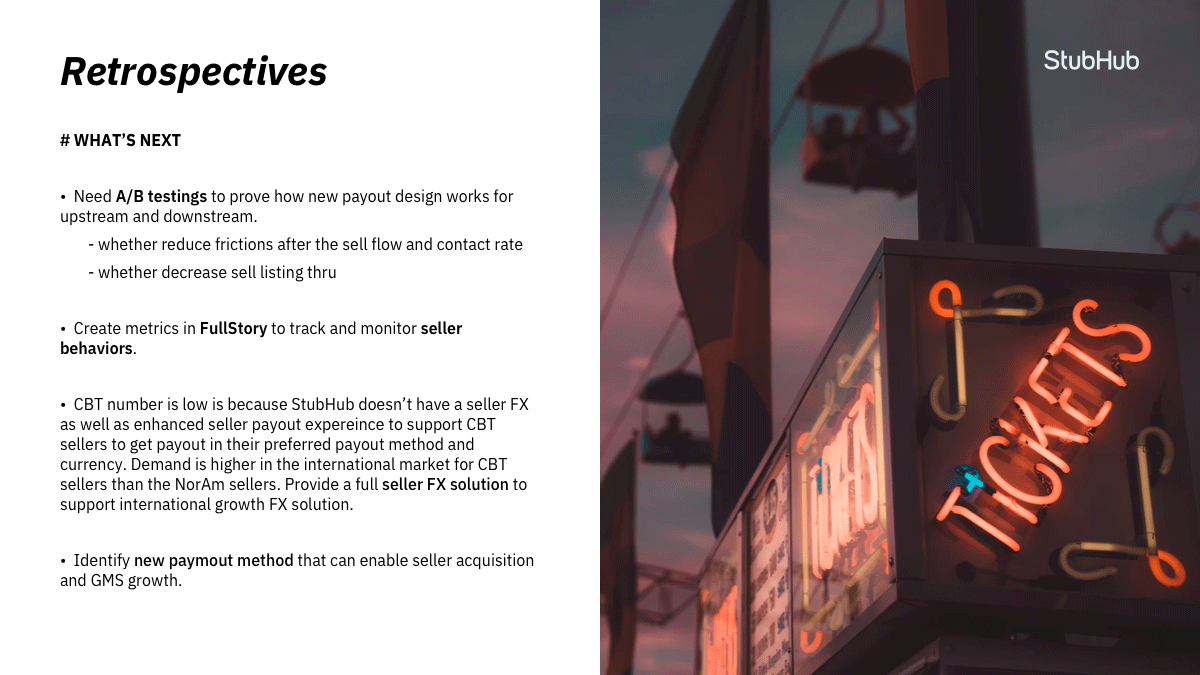 Retrospectives
StubHub
# WHAT’S NEXT
• Need A/B testings to prove how new payout design works for
upstream and downstream.
- whether reduce frictions after the sell flow and contact rate
- whether decrease sell listing thru
• Create metrics in FullStory to track and monitor seller
behaviors.
• CBT number is low is because StubHub doesn’t have a seller FX
as well as enhanced seller payout expereince to support CBT
sellers to get payout in their preferred payout method and
currency. Demand is higher in the international market for CBT
sellers than the NorAm sellers. Provide a full seller FX solution to
support international growth FX solution.
• Identify new paymout method that can enable seller acquisition
and GMS growth.
TICKETS